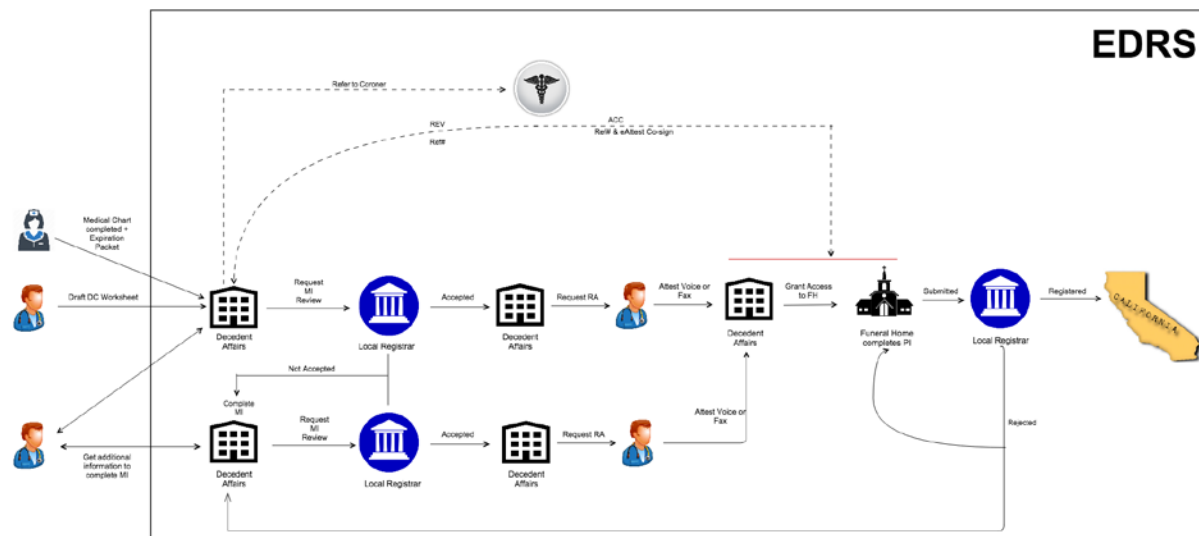 EDRS
Refer to Coroner
REV
Ref#
ACC
Ref# & eAttest Co-sign
Medical Chart
completed +
Expiration
Packet
Draft DC Worksheet
Request
MI
Review
Accepted
Request RA
Attest Voice or
Fax
Grant Access
to FH
Submitted
Registered
CALIFORNIA
Decedent
Affairs
Local Registrar
Decedent
Affairs
Decedent
Affairs
Funeral Home
completes PI
Local Registrar
Not Accepted
Complete
MI
Request
MI
Review
Accepted
Request RA
Attest Voice or
Fax
Rejected
Get additional
information to
complete MI
Decedent
Affairs
Local Registrar
Decedent
Affairs